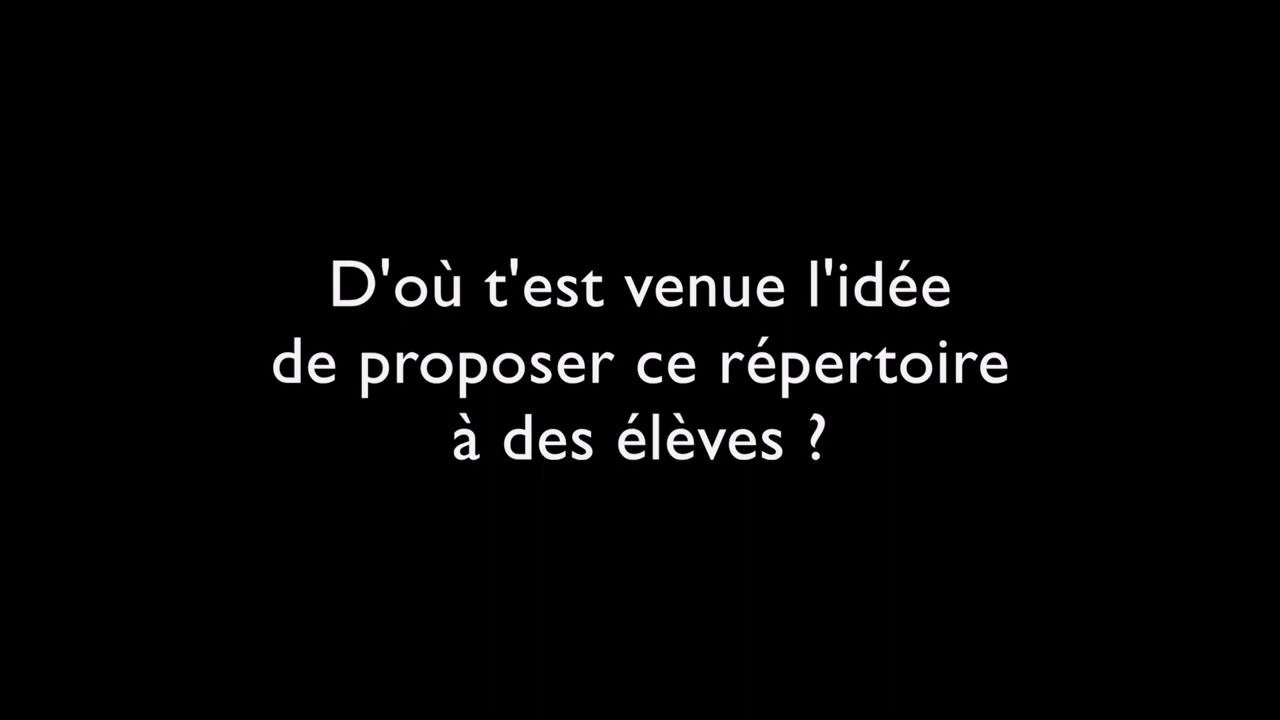 D'où t'est venue l'idée
de proposer ce répertoire
à des élèves ?